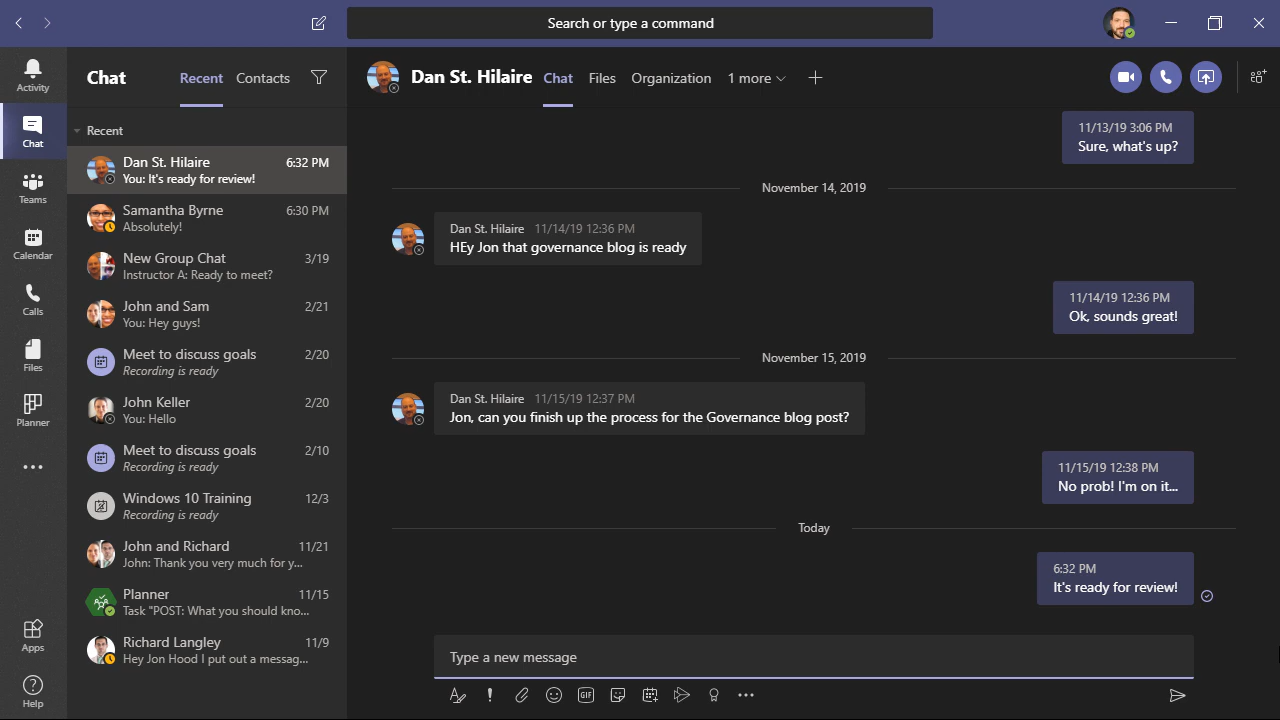 Search or type a command
Activity
Chat
Teams
Calendar
Calls
Files
Planner
Apps
Help
Chat
Recent
Contacts
Recent
Dan St. Hilaire 6:32 PM
You: It's ready for review!
Samantha Byrne 6:30 PM
Absolutely!
New Group Chat 3/19
Instructor A: Ready to meet?
John and Sam 2/21
You: Hey guys!
Meet to discuss goals 2/20
Recording is ready
John Keller 2/20
You: Hello
Meet to discuss goals 2/10
Recording is ready
Windows 10 Training 12/3
Recording is ready
John and Richard 11/21
John: Thank you very much for y...
Planner 11/15
Task "POST: What you should kno...
Richard Langley 11/9
Hey Jon Hood I put out a messag...
Dan St. Hilaire Chat Files Organization 1 more
11/13/19 3:06 PM
Sure, what's up?
November 14, 2019
Dan St. Hilaire 11/14/19 12:36 PM
HEy Jon that governance blog is ready
11/14/19 12:36 PM
Ok, sounds great!
November 15, 2019
Dan St. Hilaire 11/15/19 12:37 PM
Jon, can you finish up the process for the Governance blog post?
11/15/19 12:38 PM
No prob! I'm on it...
Today
6:32 PM
It's ready for review!
Type a new message
GIF